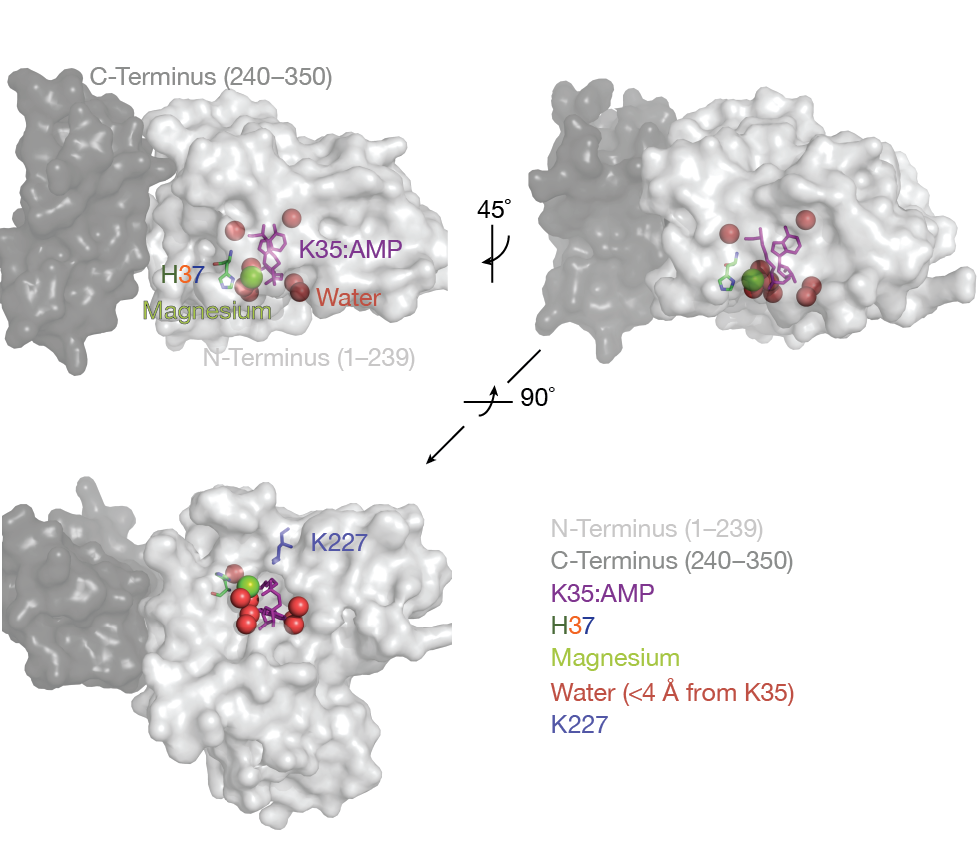 C-Terminus (240–350)
45°
K35:AMP
H37
Water
Magnesium
N-Terminus (1–239)
90°
K227
N-Terminus (1–239)
C-Terminus (240–350)
K35:AMP
H37
Magnesium
Water (<4 Å from K35)
K227